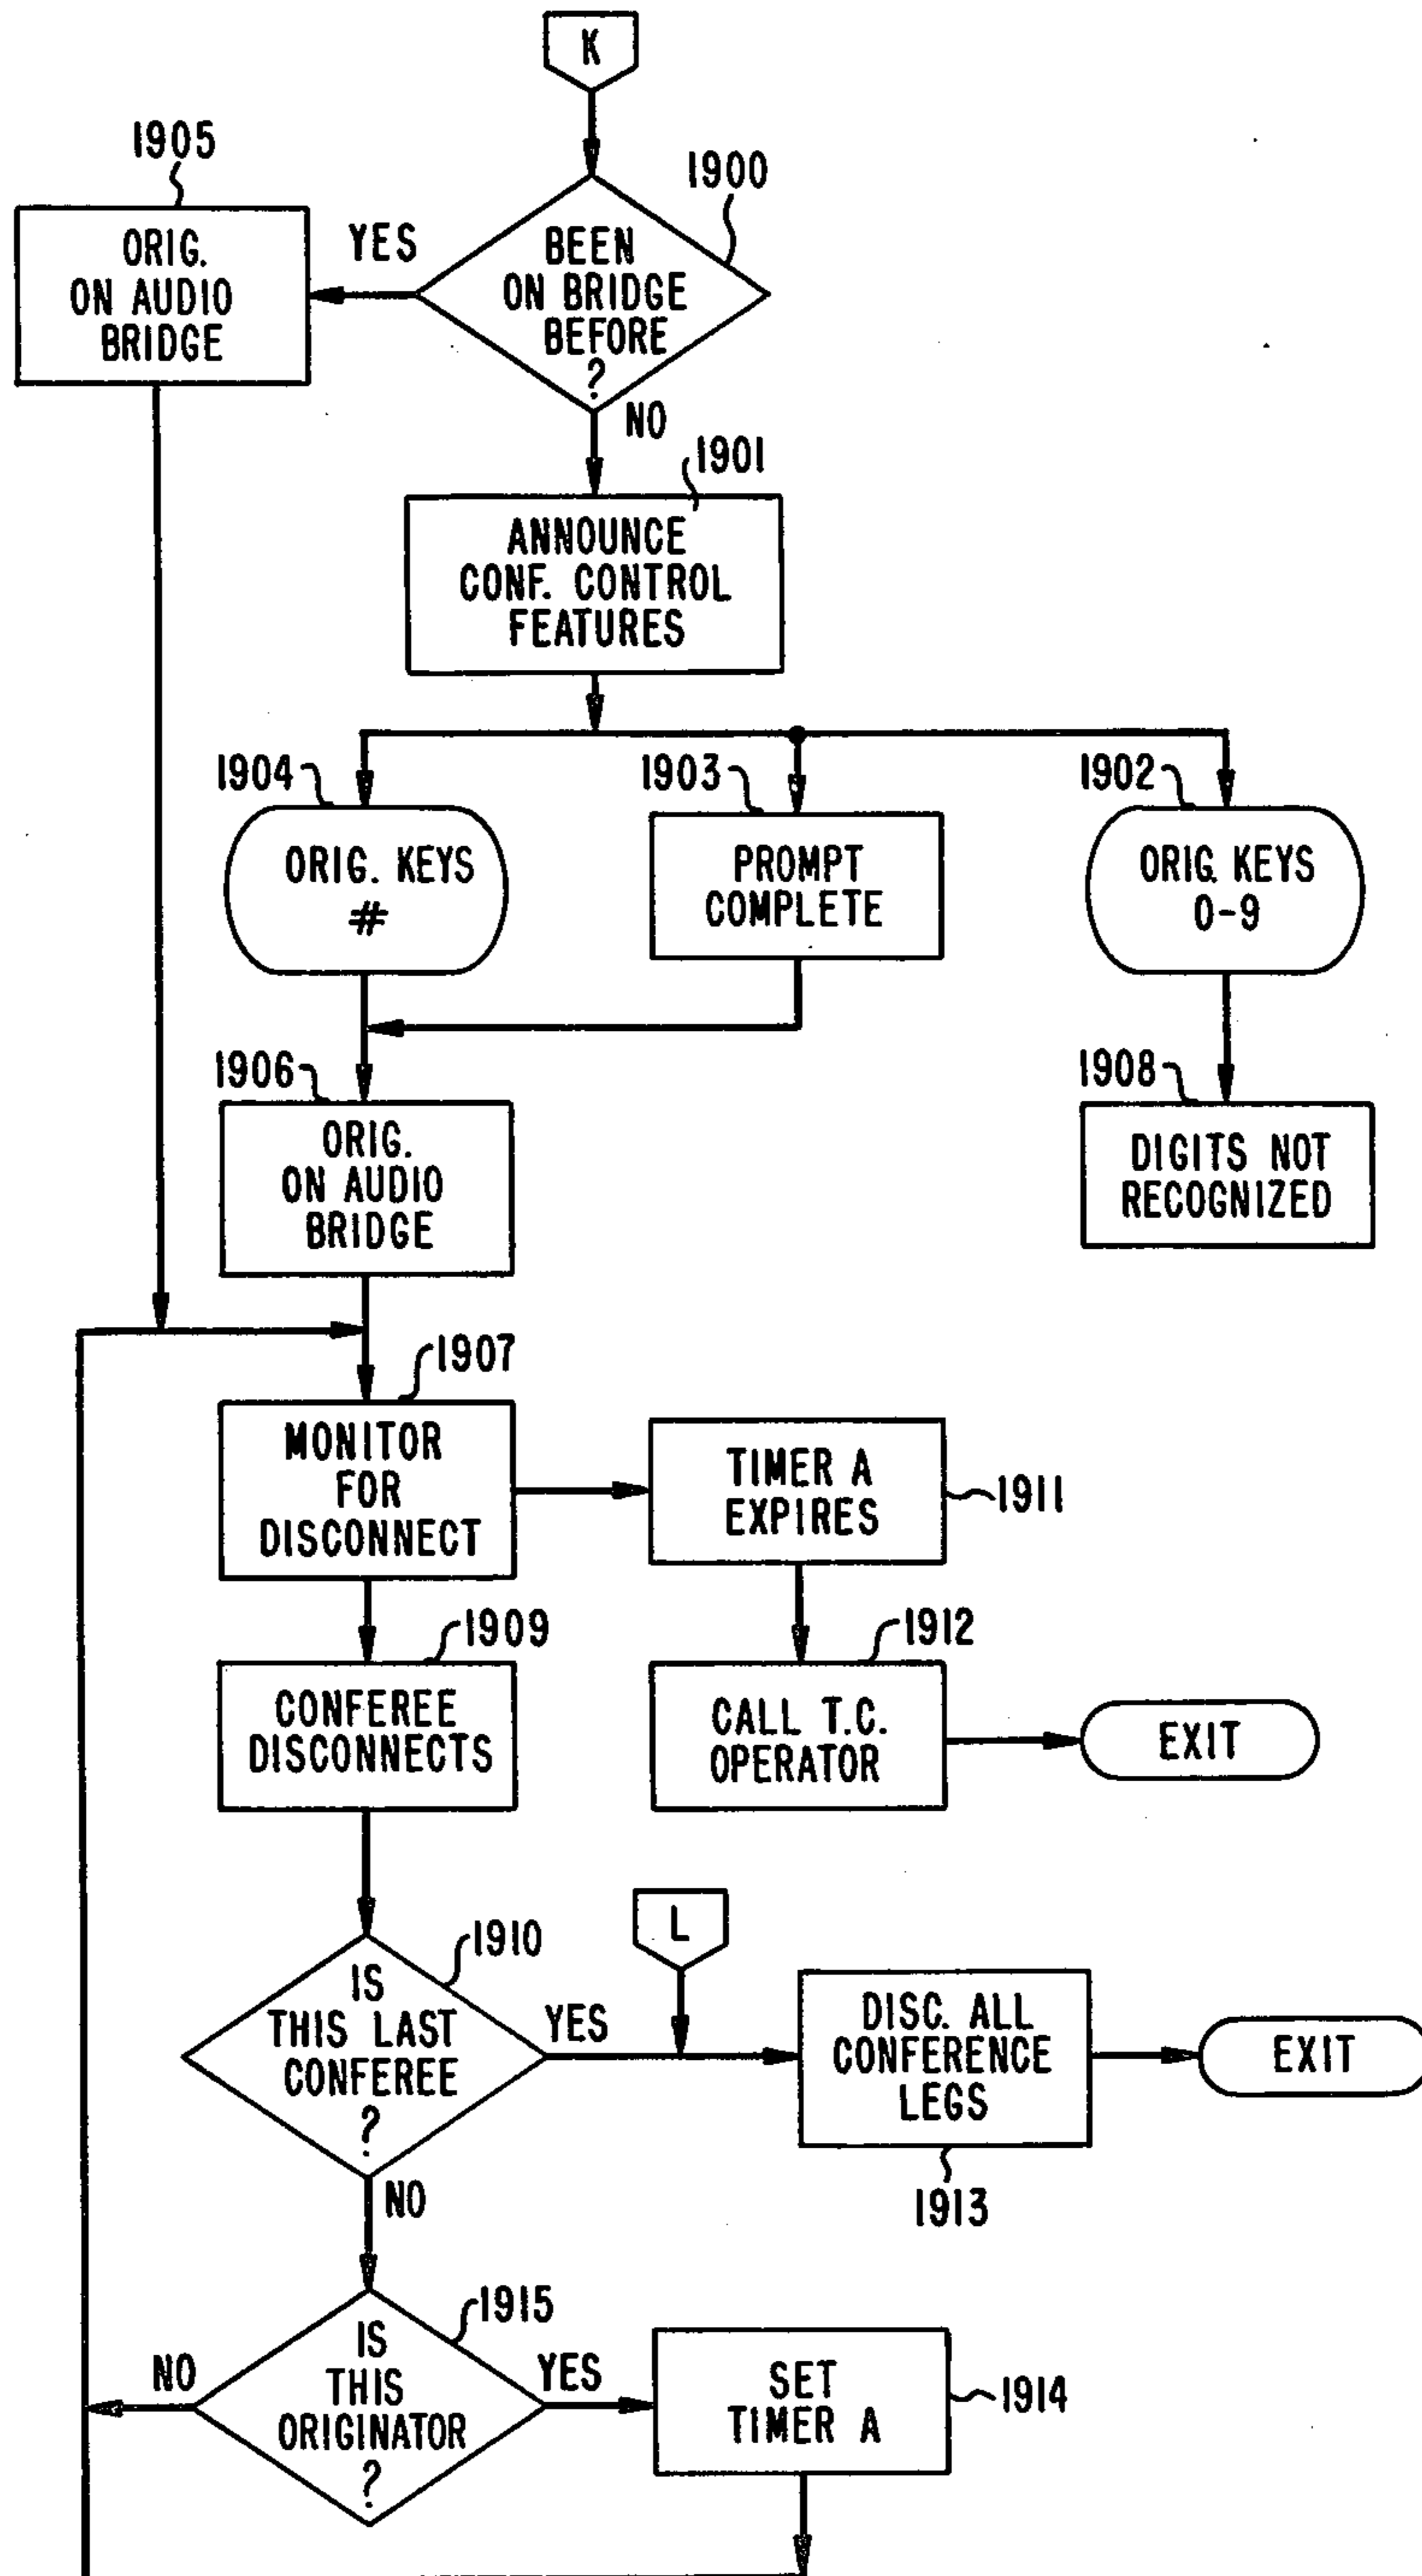 K
1905
1900
ORIG.
ON AUDIO
BRIDGE
YES
BEEN
ON BRIDGE
BEFORE
?
NO
1901
ANNOUNCE
CONF. CONTROL
FEATURES
1904
1903
1902
ORIG. KEYS
#
PROMPT
COMPLETE
ORIG. KEYS
0-9
1906
1908
ORIG.
ON AUDIO
BRIDGE
DIGITS NOT
RECOGNIZED
1907
MONITOR
FOR
DISCONNECT
TIMER A
EXPIRES
1911
1909
1912
CONFEREE
DISCONNECTS
CALL T.C.
OPERATOR
EXIT
1910
L
IS
THIS LAST
CONFEREE
?
YES
DISC. ALL
CONFERENCE
LEGS
EXIT
NO
1913
1915
NO
IS
THIS
ORIGINATOR
?
YES
SET
TIMER A
1914